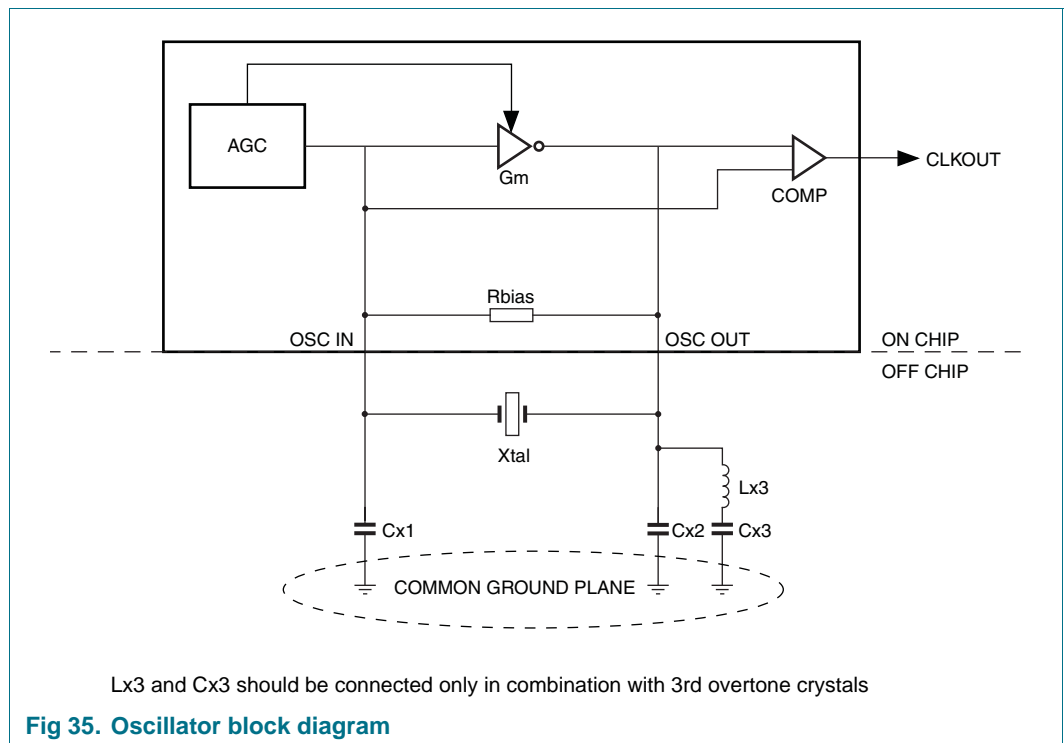 AGC
Gm
COMP
CLKOUT
Rbias
OSC IN
OSC OUT
ON CHIP
OFF CHIP
Xtal
Lx3
Cx1
Cx2
Cx3
COMMON GROUND PLANE
Lx3 and Cx3 should be connected only in combination with 3rd overtone crystals
Fig 35. Oscillator block diagram